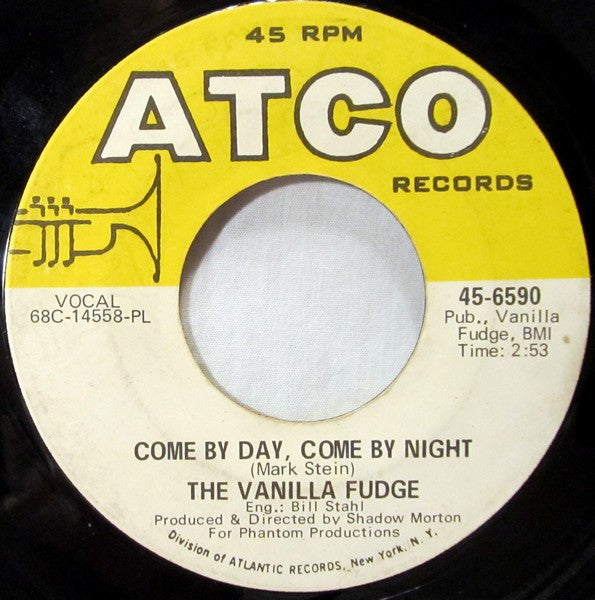 45 RPM
ATCO
RECORDS
VOCAL
68C-14558-PL
45-6590
Pub., Vanilla
Fudge, BMI
Time: 2:53
COME BY DAY, COME BY NIGHT
(Mark Stein)
THE VANILLA FUDGE
Eng.: Bill Stahl
Produced & Directed by Shadow Morton
For Phantom Productions
Division of ATLANTIC RECORDS, New York, N. Y.